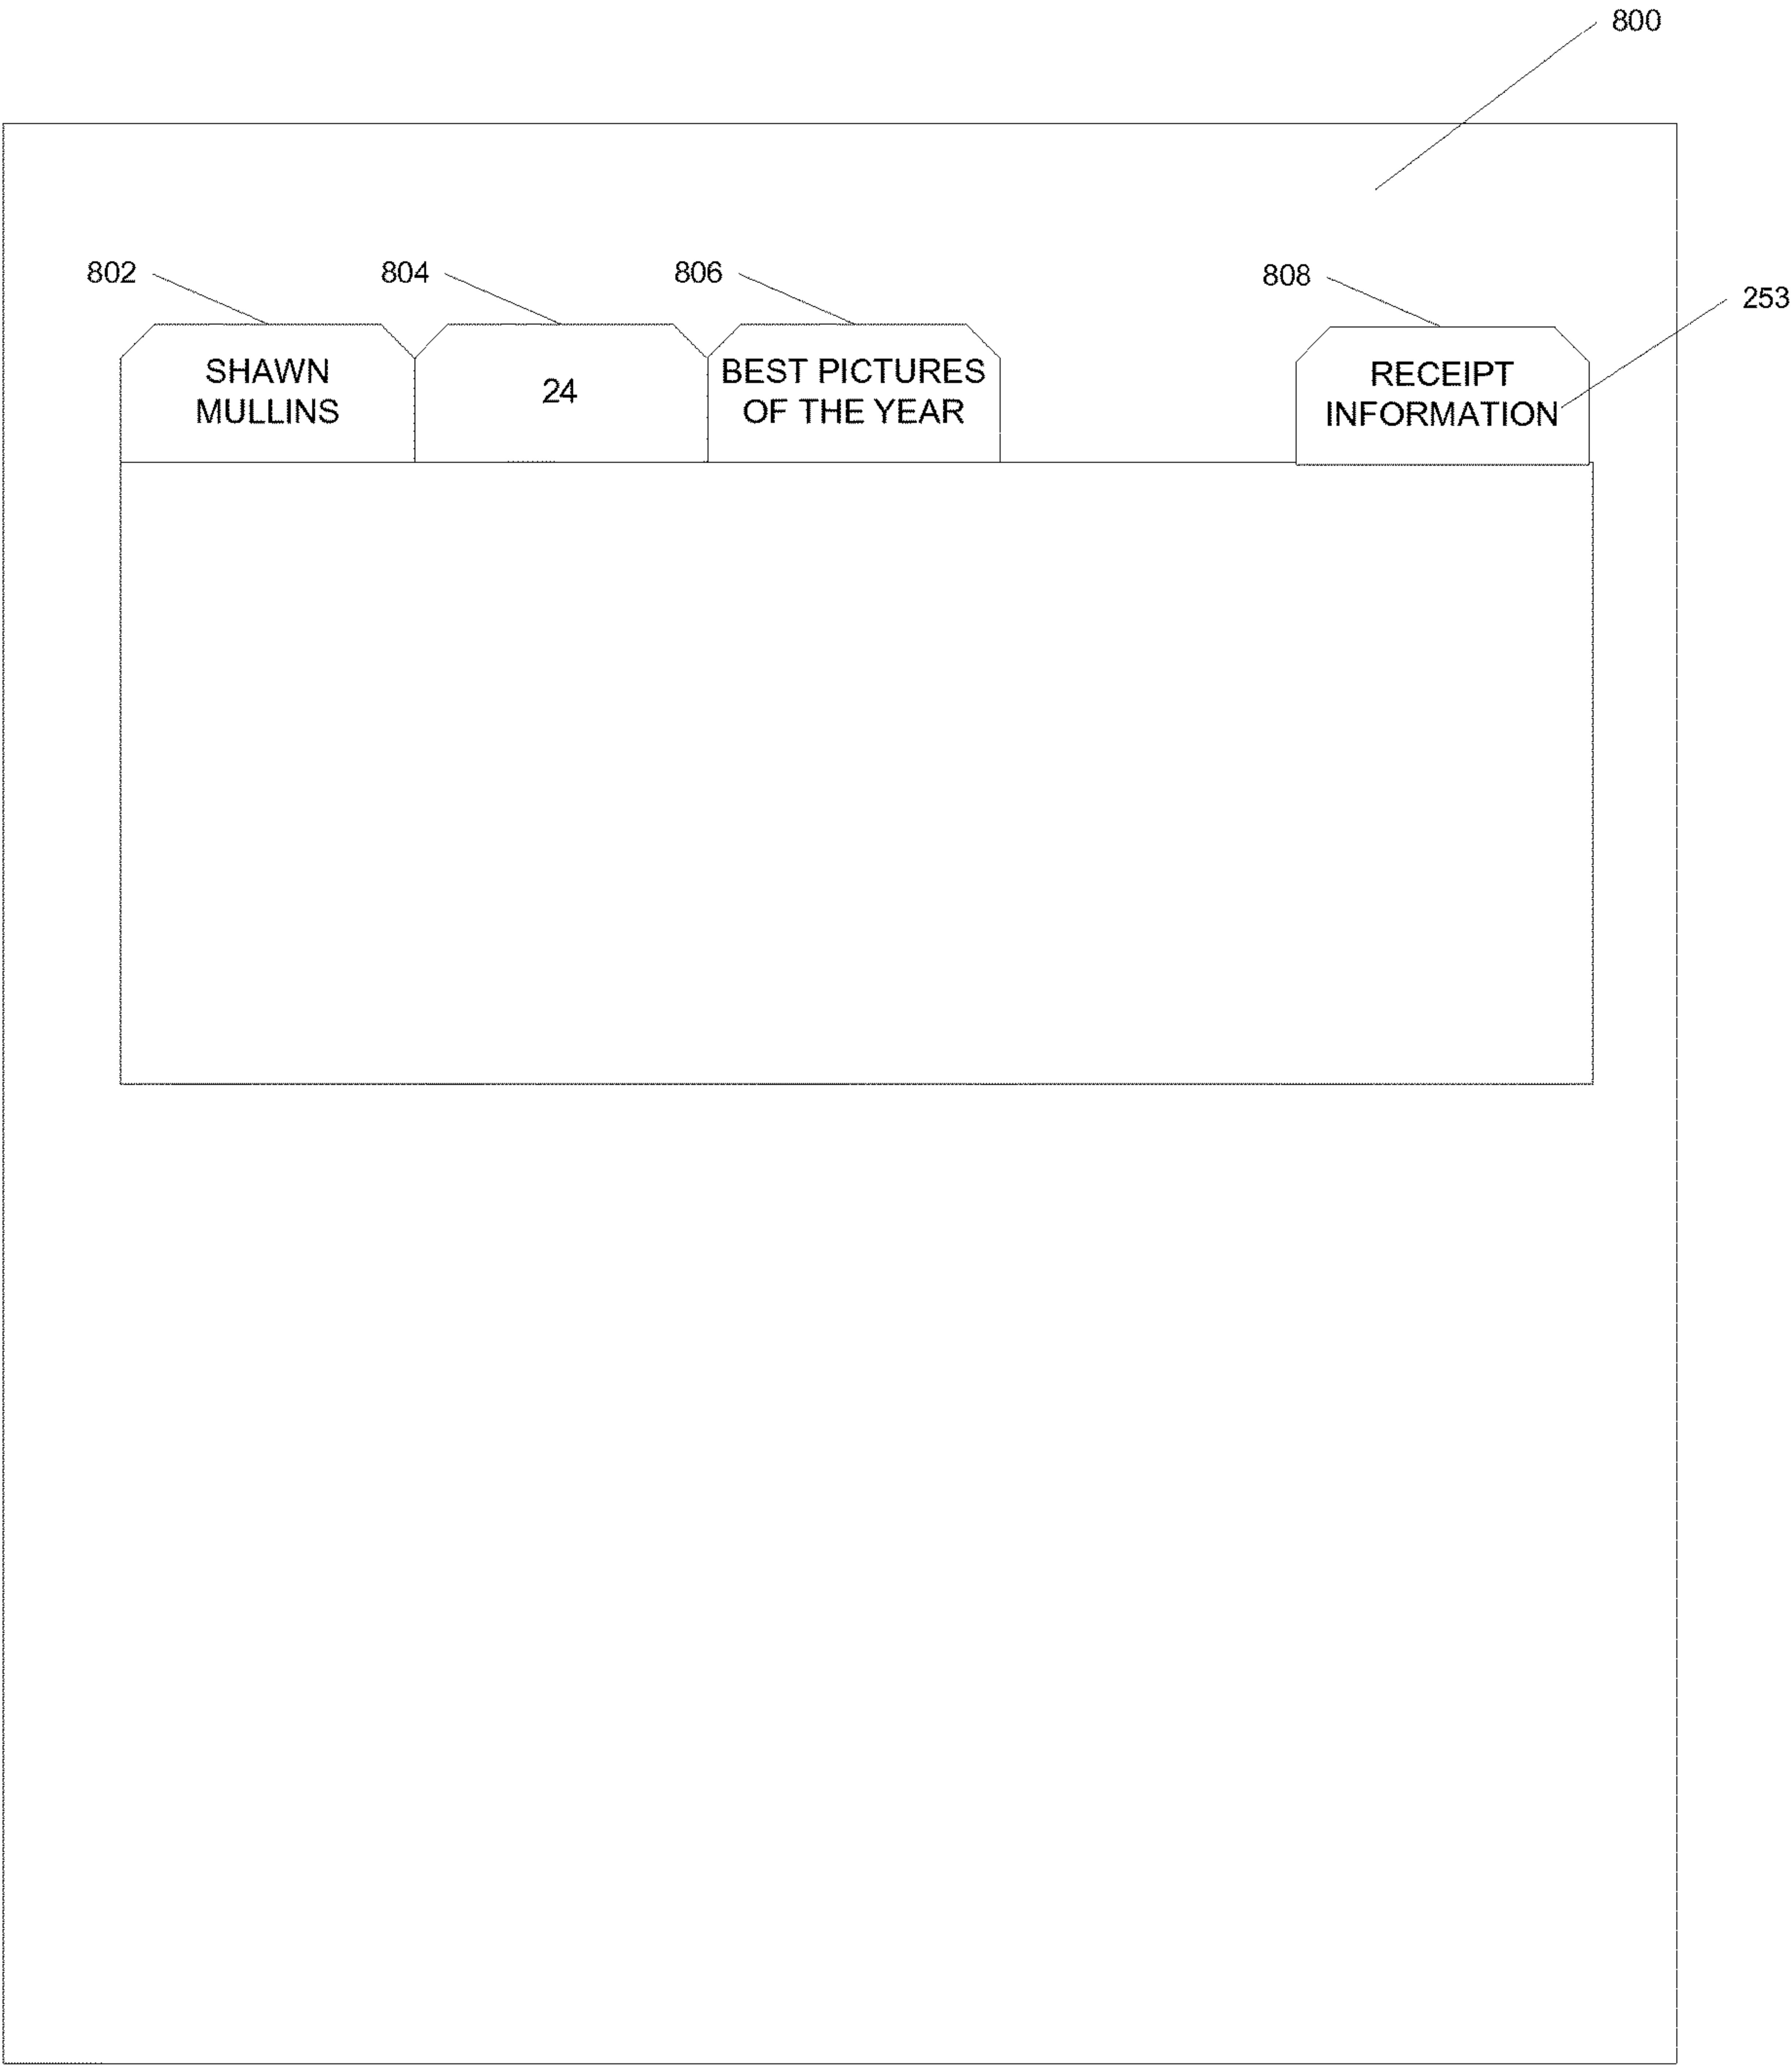 800
802
804
806
808
253
SHAWN
MULLINS
24
BEST PICTURES
OF THE YEAR
RECEIPT
INFORMATION